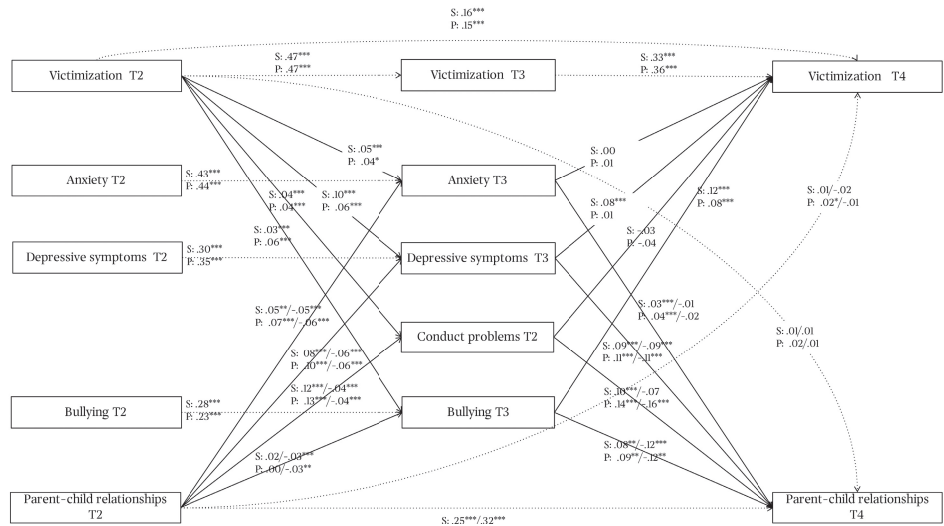 S: .16***
P: .15***
S: .47***
P: .47***
S: .33***
P: .36***
Victimization T2
Victimization T3
Victimization T4
S: .05***
P: .04*
S: .00
P: .01
Anxiety T2
S: .43***
P: .44***
Anxiety T3
S: .04***
P: .04***
S: .10***
P: .06***
S: .08***
P: .01
S: .12***
P: .08***
S: .01/-.02
P: .02*/-.01
S: .03***
P: .06***
S: -.03
P: -.04
Depressive symptoms T2
S: .30***
P: .35***
Depressive symptoms T3
S: .05**/-.05***
P: .07***/-.06***
S: .03***/-.01
P: .04***/-.02
S: .01/.01
P: .02/.01
Conduct problems T2
S: .08***/-.06***
P: .10***/-.06***
S: .09***/-.09***
P: .11***/-.11***
S: .12***/-.04***
P: .13***/-.04***
S: .10***/-.07
P: .14***/-.16***
Bullying T2
S: .28***
P: .23***
Bullying T3
S: .02/-.03***
P: .00/-.03**
S: .08**/-.12***
P: .09**/-.12**
Parent-child relationships
T2
Parent-child relationships
T4
S: .25***/.32***